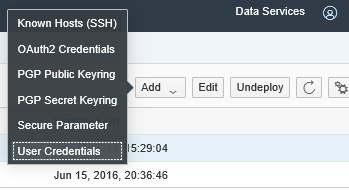 Data Services
Known Hosts (SSH)
OAuth2 Credentials
PGP Public Keyring
PGP Secret Keyring
Secure Parameter
User Credentials
Add
Edit
Undeploy
15:29:04
Jun 15, 2016, 20:36:46